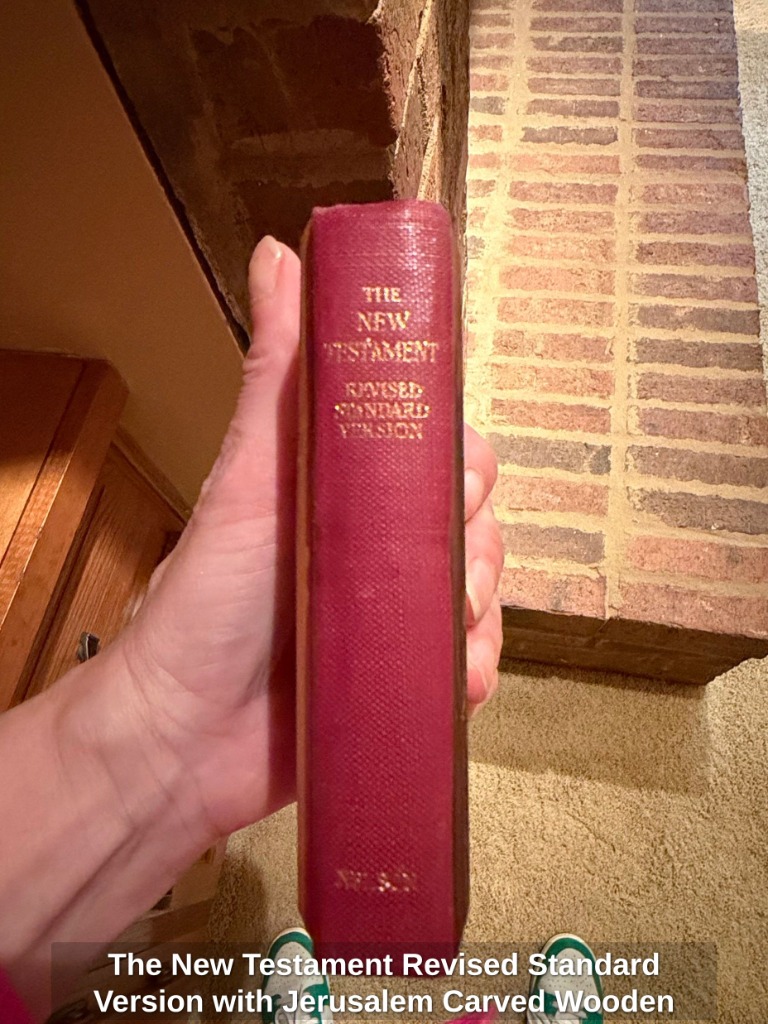 THE
NEW
TESTAMENT
REVISED
STANDARD
VERSION
NELSON
The New Testament Revised Standard
Version with Jerusalem Carved Wooden